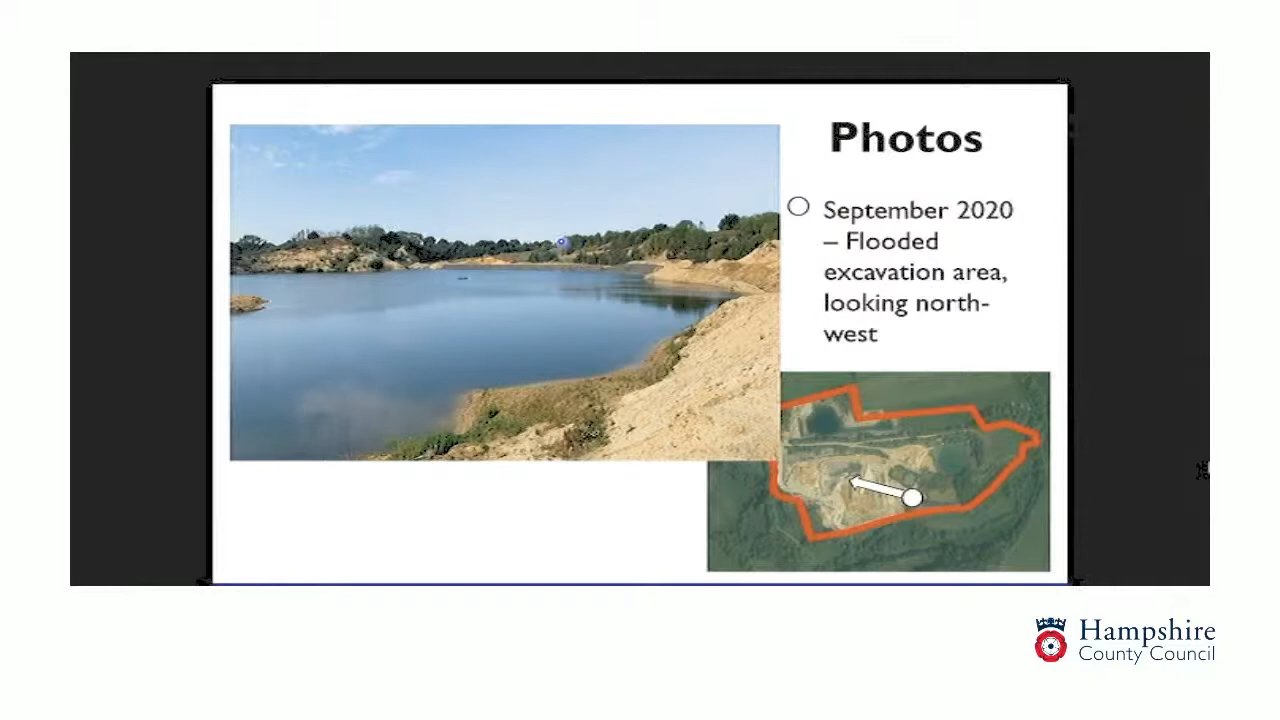 Photos
September 2020
– Flooded
excavation area,
looking north-
west
Hampshire
County Council